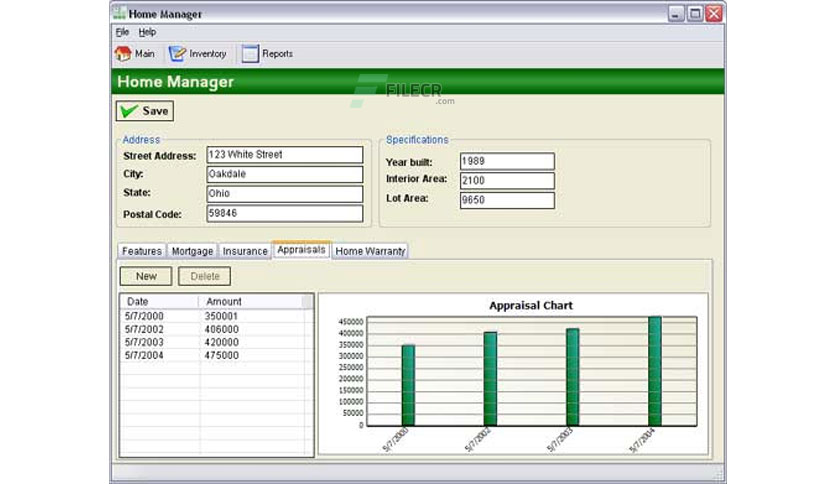 Home Manager
File Help
Main Inventory Reports
Home Manager
FILECR
.com
Save
Address
Street Address: 123 White Street
City: Oakdale
State: Ohio
Postal Code: 59846
Specifications
Year built: 1989
Interior Area: 2100
Lot Area: 9650
Features Mortgage Insurance Appraisals Home Warranty
New Delete
Date Amount
5/7/2000 350001
5/7/2002 406000
5/7/2003 420000
5/7/2004 475000
Appraisal Chart
450000
400000
350000
300000
250000
200000
150000
100000
50000
0
5/7/2000 5/7/2002 5/7/2003 5/7/2004